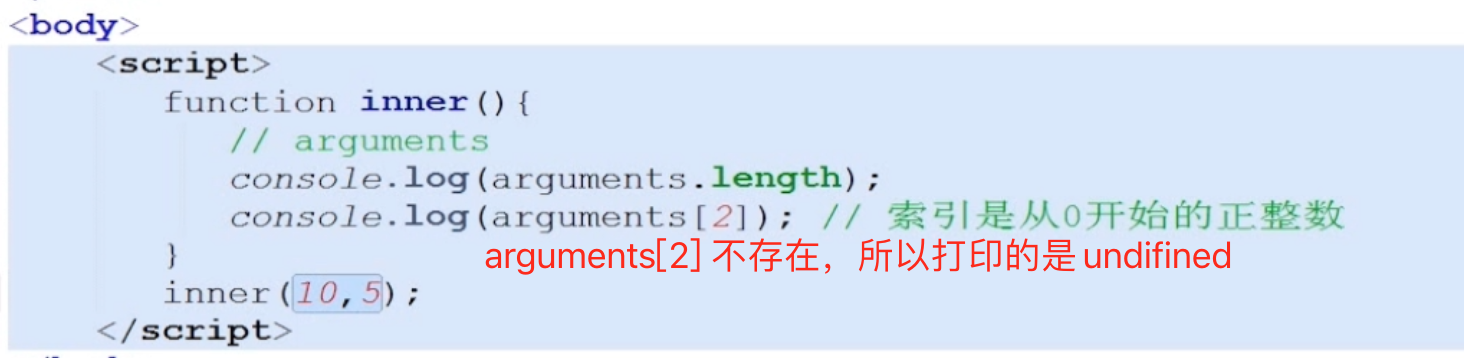 <body>
<script>
function inner(){
// arguments
console.log(arguments.length);
console.log(arguments[2]); // 索引是从0开始的正整数
}
arguments[2] 不存在，所以打印的是 undifined
inner(10,5);
</script>